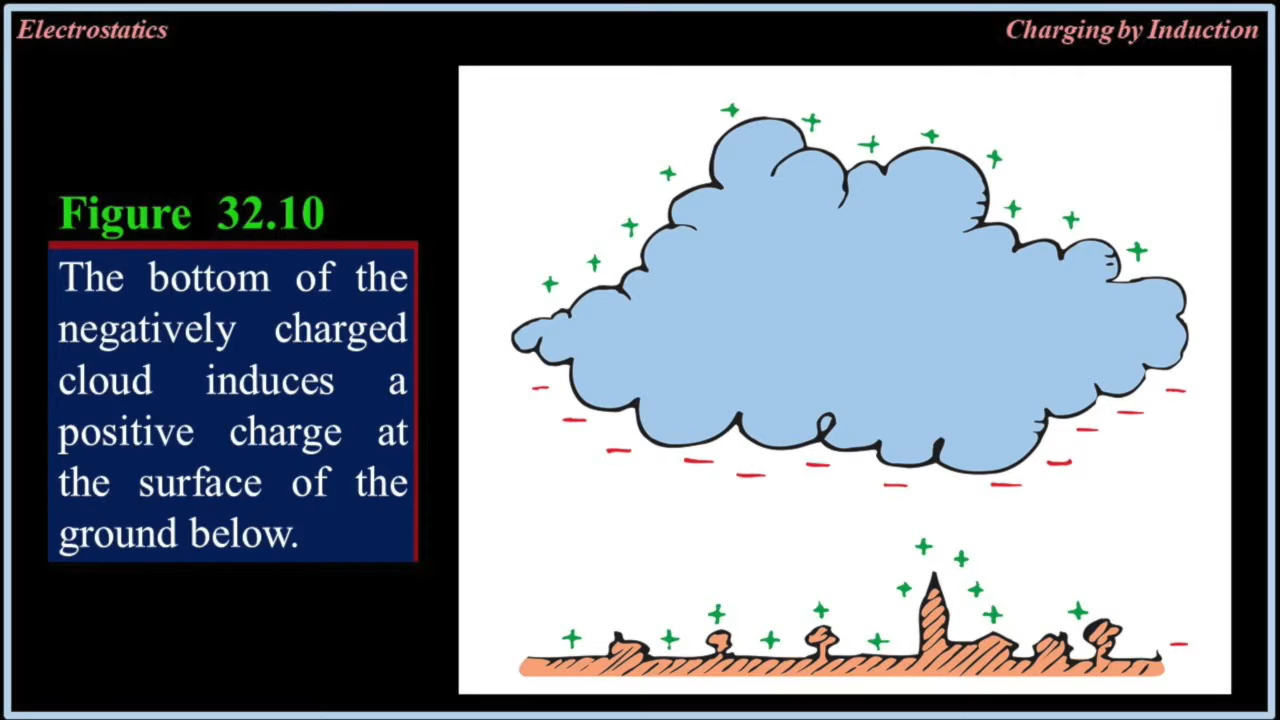 Electrostatics
Charging by Induction
Figure 32.10
The bottom of the
negatively charged
cloud induces a
positive charge at
the surface of the
ground below.